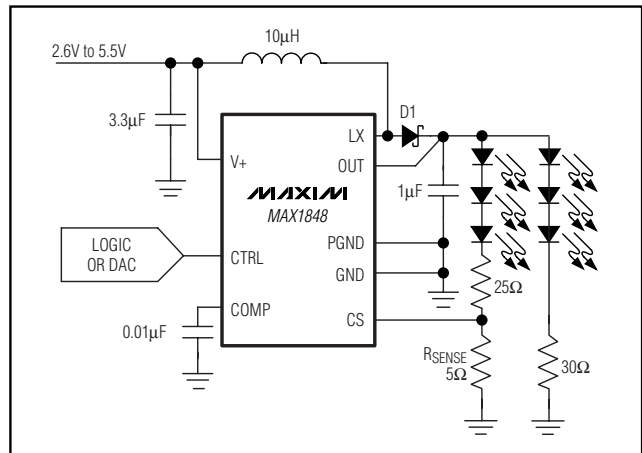 10μH
2.6V to 5.5V
D1
3.3μF
LX
V+
OUT
MAXIM
MAX1848
1μF
LOGIC
OR DAC
CTRL
PGND
GND
COMP
25Ω
0.01μF
CS
RSENSE
5Ω
30Ω